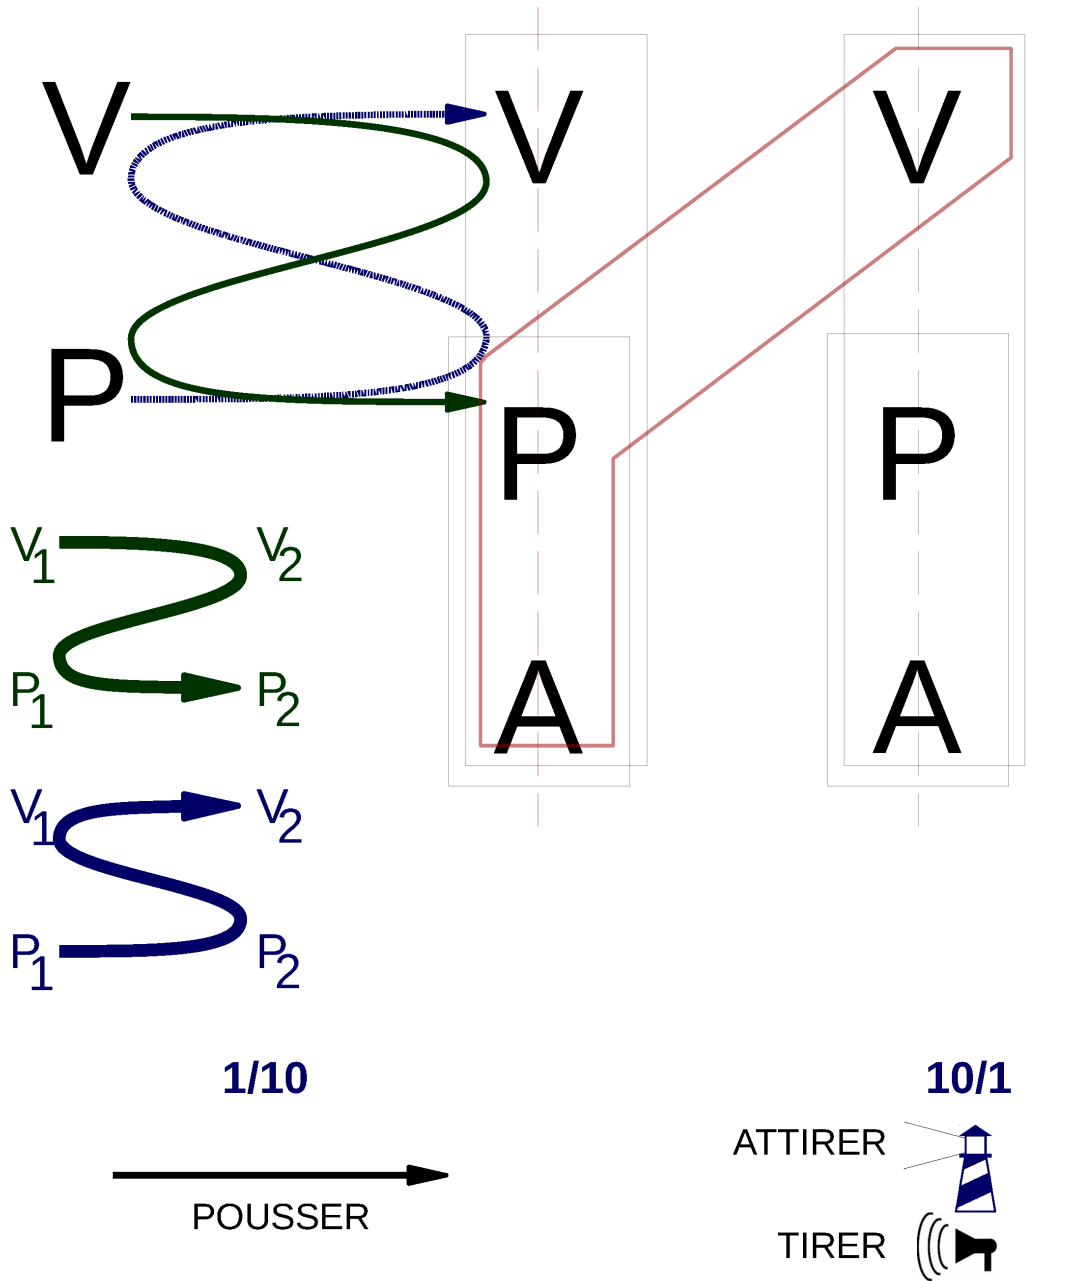 V V V
P P P
A A
V1 V2
P1 P2
V1 V2
P1 P2
1/10 10/1
ATTIRER
POUSSER
TIRER